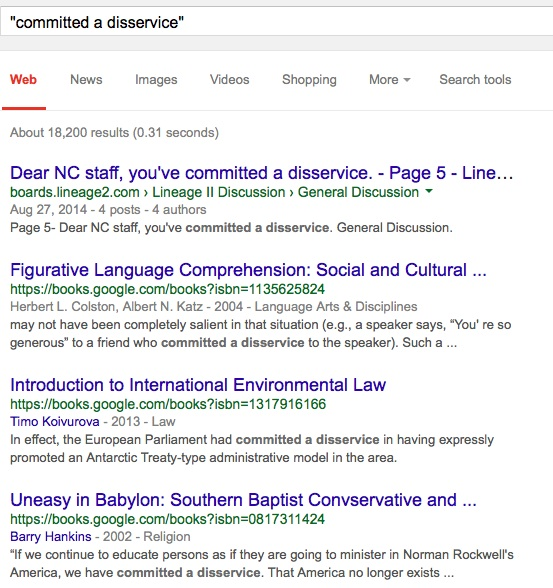 "committed a disservice"
Web News Images Videos Shopping More Search tools
About 18,200 results (0.31 seconds)
Dear NC staff, you've committed a disservice. - Page 5 - Line…
boards.lineage2.com › Lineage II Discussion › General Discussion
Aug 27, 2014 - 4 posts - 4 authors
Page 5- Dear NC staff, you've committed a disservice. General Discussion.
Figurative Language Comprehension: Social and Cultural ...
https://books.google.com/books?isbn=1135625824
Herbert L. Colston, Albert N. Katz - 2004 - Language Arts & Disciplines
may not have been completely salient in that situation (e.g., a speaker says, “You' re so
generous” to a friend who committed a disservice to the speaker). Such a ...
Introduction to International Environmental Law
https://books.google.com/books?isbn=1317916166
Timo Koivurova - 2013 - Law
In effect, the European Parliament had committed a disservice in having expressly
promoted an Antarctic Treaty-type administrative model in the area.
Uneasy in Babylon: Southern Baptist Convservative and ...
https://books.google.com/books?isbn=0817311424
Barry Hankins - 2002 - Religion
“If we continue to educate persons as if they are going to minister in Norman Rockwell's
America, we have committed a disservice. That America no longer exists ...